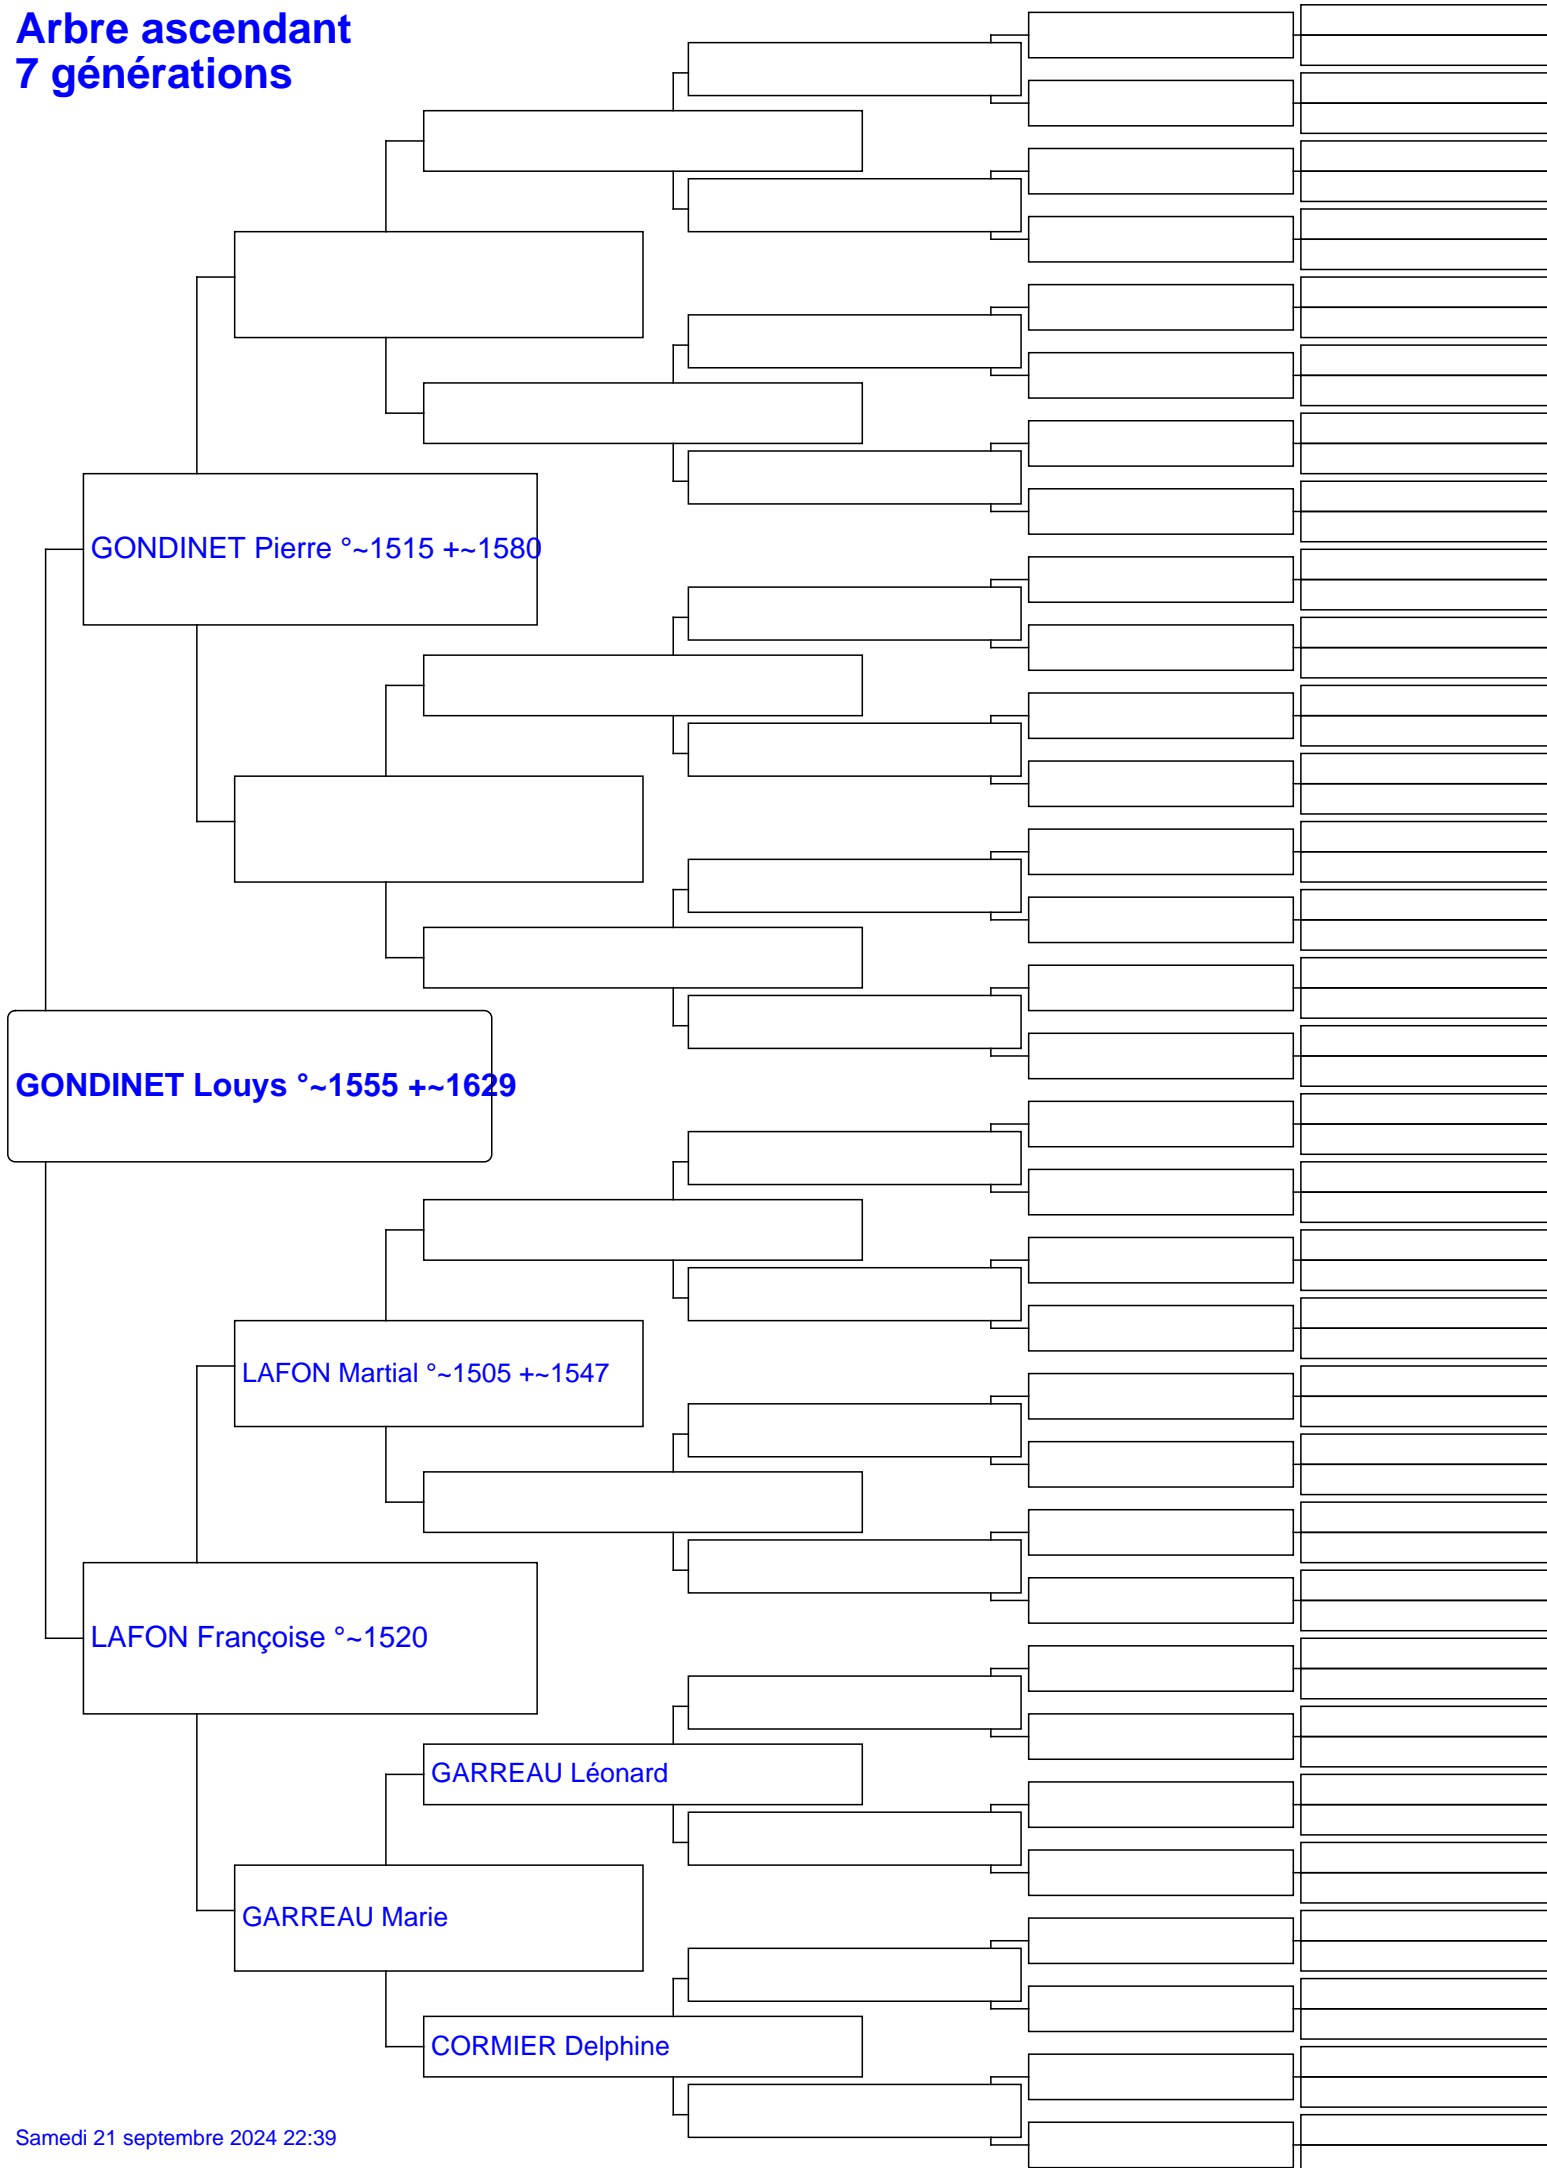 Arbre ascendant
7 générations
GONDINET Pierre °~1515 +~1580
GONDINET Louys °~1555 +~1629
LAFON Martial °~1505 +~1547
LAFON Françoise °~1520
GARREAU Léonard
GARREAU Marie
CORMIER Delphine
Samedi 21 septembre 2024 22:39